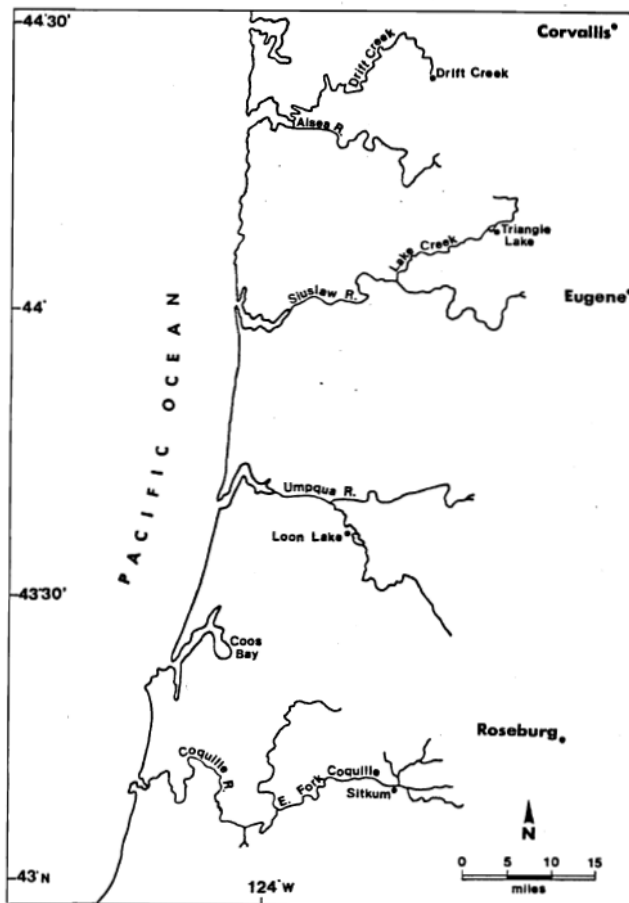 44°30'
Corvallis
Drift Creek
Drift Creek
Alsea R.
Triangle
Lake
Lake Creek
Siuslaw R.
Eugene
44°
PACIFIC OCEAN
Umpqua R.
Loon Lake
43°30'
Coos
Bay
Roseburg
Coquille R.
E. Fork Coquille
Sitkum
N
0 5 10 15
miles
43°N
124°W